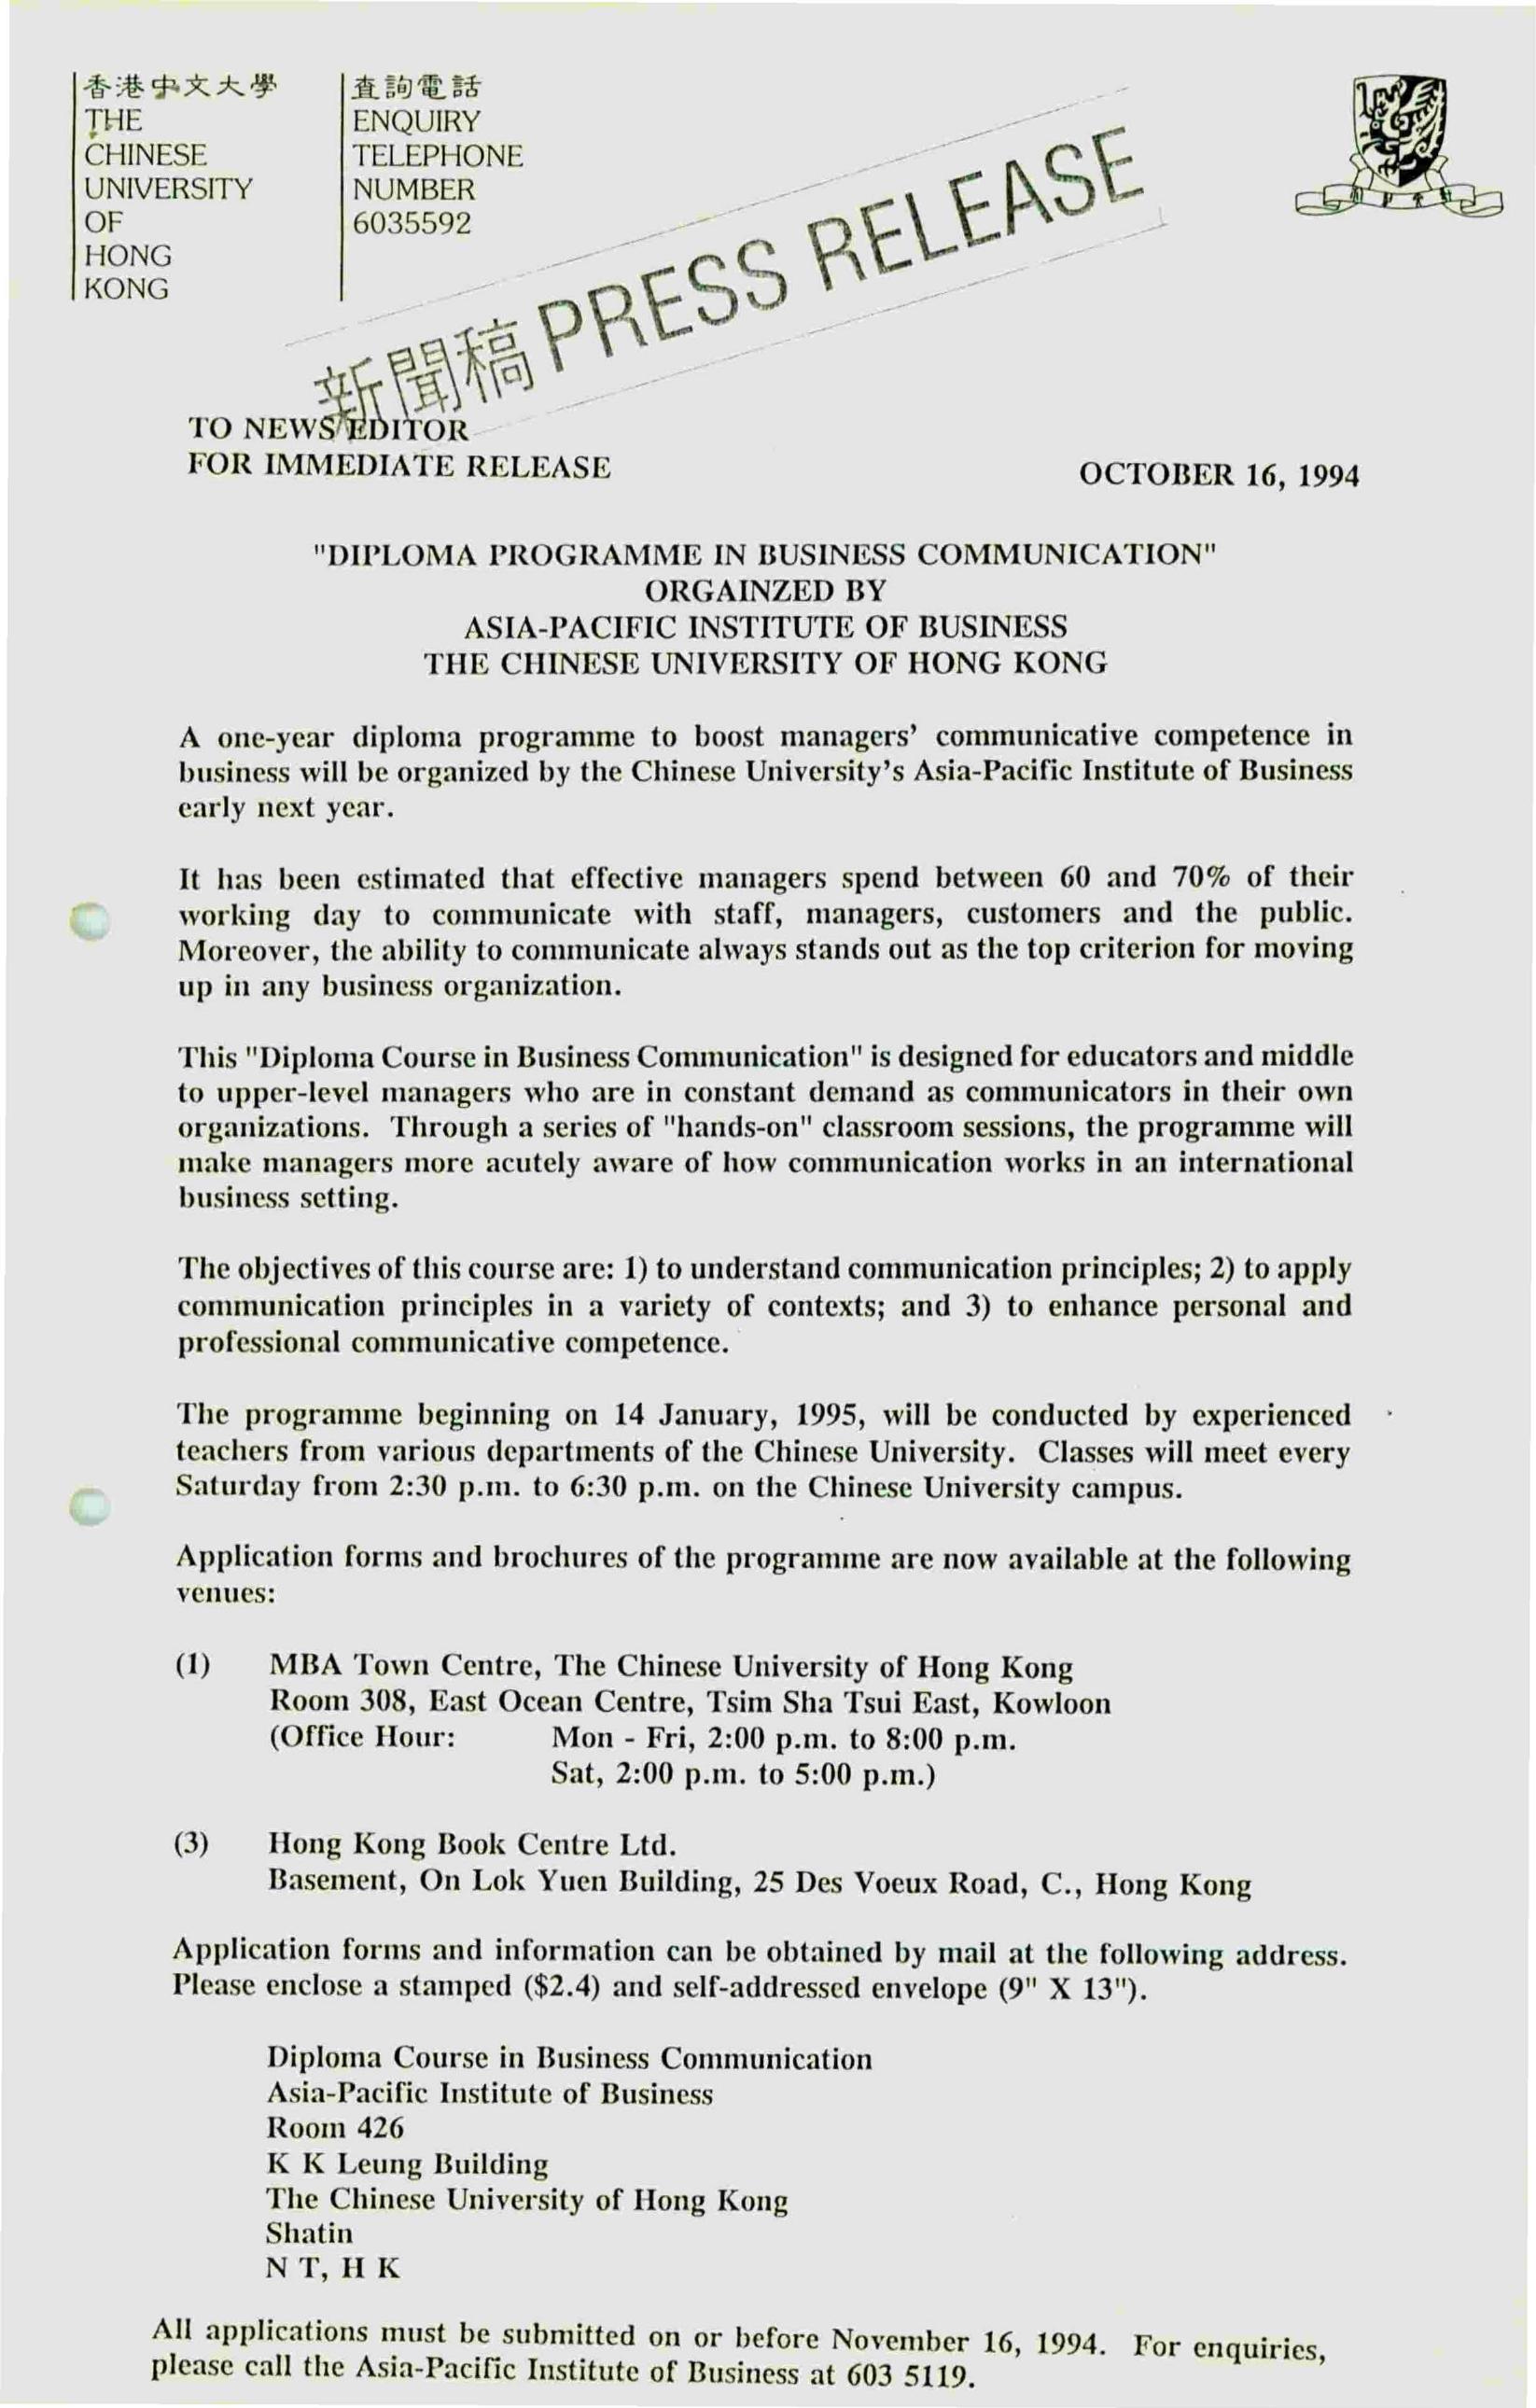 香港中文大學
THE
CHINESE
UNIVERSITY
OF
HONG
KONG
查詢電話
ENQUIRY
TELEPHONE
NUMBER
6035592
新聞稿 PRESS RELEASE
TO NEWS EDITOR
FOR IMMEDIATE RELEASE
OCTOBER 16, 1994
"DIPLOMA PROGRAMME IN BUSINESS COMMUNICATION"
ORGAINZED BY
ASIA-PACIFIC INSTITUTE OF BUSINESS
THE CHINESE UNIVERSITY OF HONG KONG
A one-year diploma programme to boost managers' communicative competence in
business will be organized by the Chinese University's Asia-Pacific Institute of Business
early next year.
It has been estimated that effective managers spend between 60 and 70% of their
working day to communicate with staff, managers, customers and the public.
Moreover, the ability to communicate always stands out as the top criterion for moving
up in any business organization.
This "Diploma Course in Business Communication" is designed for educators and middle
to upper-level managers who are in constant demand as communicators in their own
organizations. Through a series of "hands-on" classroom sessions, the programme will
make managers more acutely aware of how communication works in an international
business setting.
The objectives of this course are: 1) to understand communication principles; 2) to apply
communication principles in a variety of contexts; and 3) to enhance personal and
professional communicative competence.
The programme beginning on 14 January, 1995, will be conducted by experienced
teachers from various departments of the Chinese University. Classes will meet every
Saturday from 2:30 p.m. to 6:30 p.m. on the Chinese University campus.
Application forms and brochures of the programme are now available at the following
venues:
(1) MBA Town Centre, The Chinese University of Hong Kong
Room 308, East Ocean Centre, Tsim Sha Tsui East, Kowloon
(Office Hour: Mon - Fri, 2:00 p.m. to 8:00 p.m.
Sat, 2:00 p.m. to 5:00 p.m.)
(3) Hong Kong Book Centre Ltd.
Basement, On Lok Yuen Building, 25 Des Voeux Road, C., Hong Kong
Application forms and information can be obtained by mail at the following address.
Please enclose a stamped ($2.4) and self-addressed envelope (9" X 13").
Diploma Course in Business Communication
Asia-Pacific Institute of Business
Room 426
K K Leung Building
The Chinese University of Hong Kong
Shatin
N T, H K
All applications must be submitted on or before November 16, 1994. For enquiries,
please call the Asia-Pacific Institute of Business at 603 5119.